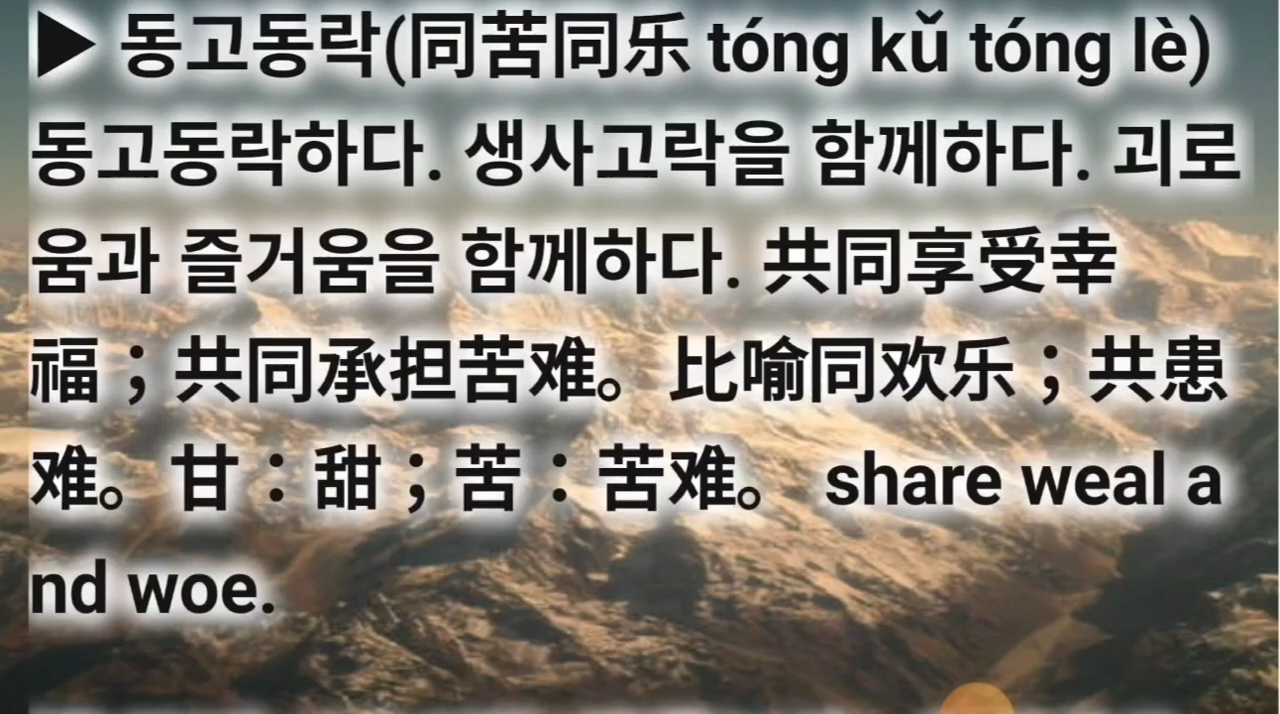 ▶ 동고동락(同苦同乐 tóng kǔ tóng lè)
동고동락하다. 생사고락을 함께하다. 괴로
움과 즐거움을 함께하다. 共同享受幸
福；共同承担苦难。比喻同欢乐；共患
难。甘：甜；苦：苦难。 share weal a
nd woe.